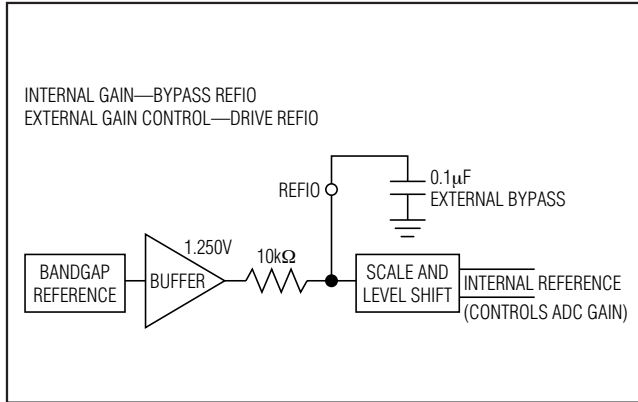 INTERNAL GAIN—BYPASS REFIO
EXTERNAL GAIN CONTROL—DRIVE REFIO
REFIO
0.1µF
EXTERNAL BYPASS
1.250V
10kΩ
BANDGAP
REFERENCE
BUFFER
SCALE AND
LEVEL SHIFT
INTERNAL REFERENCE
(CONTROLS ADC GAIN)